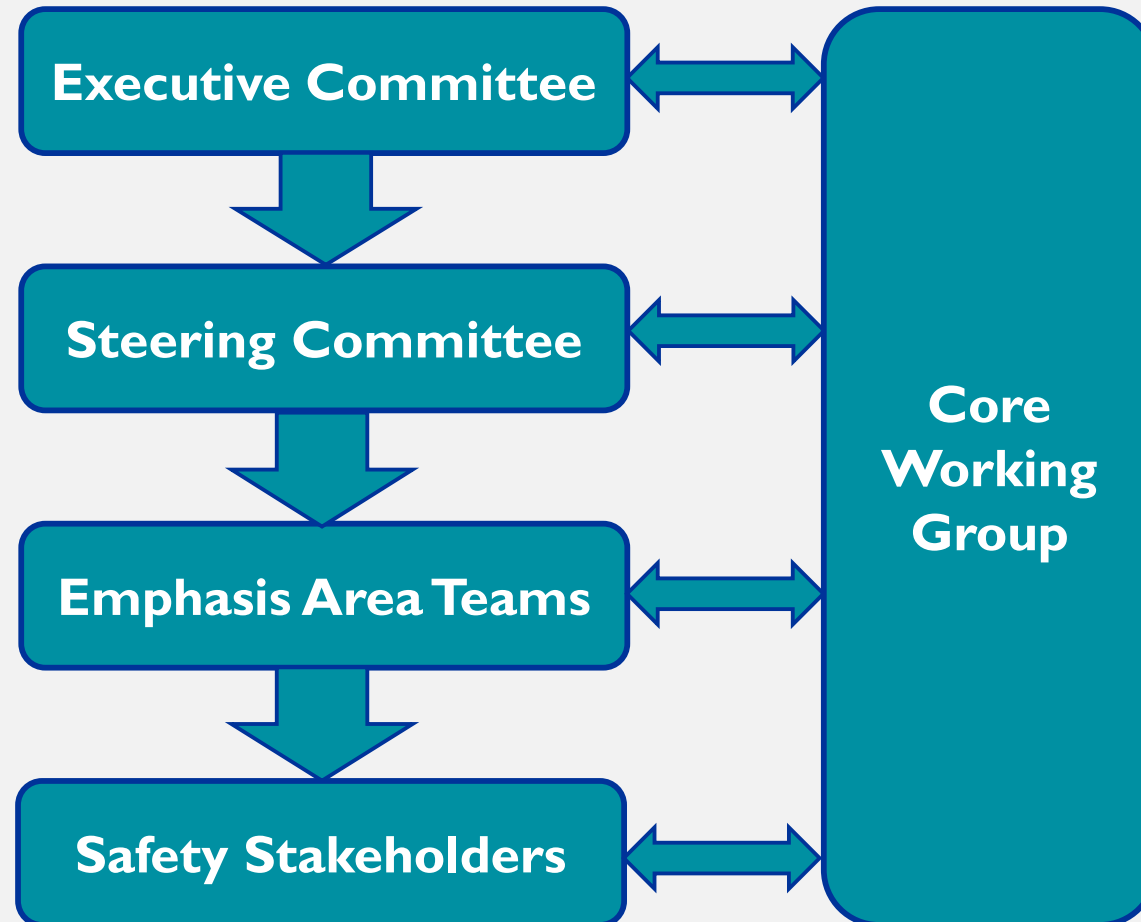 Executive Committee
Steering Committee
Emphasis Area Teams
Safety Stakeholders
Core
Working
Group